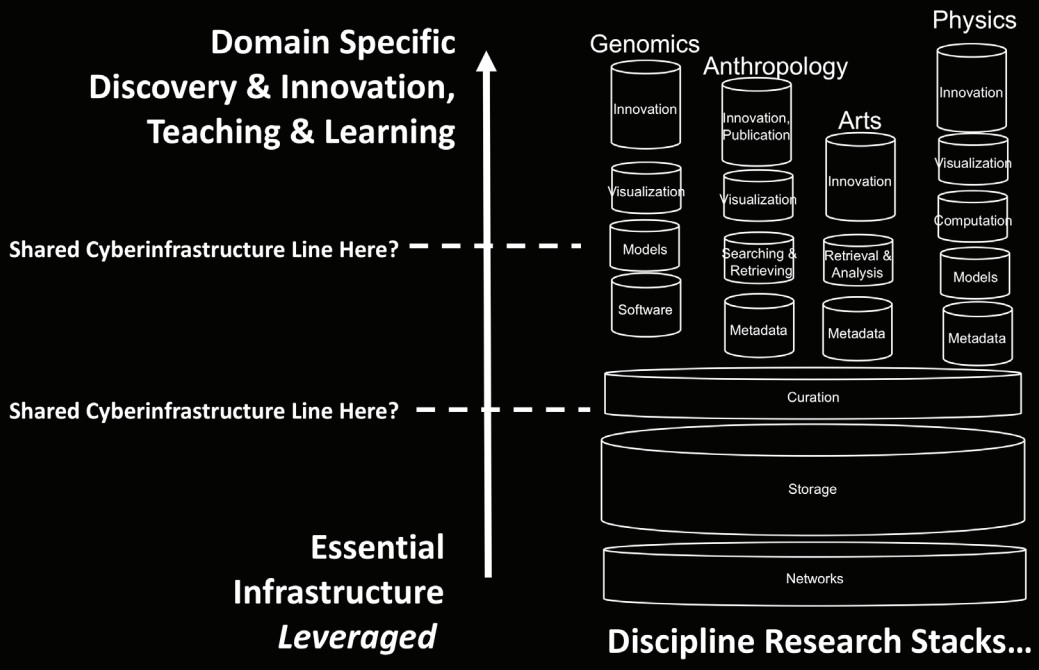 Domain Specific
Discovery & Innovation,
Teaching & Learning
Shared Cyberinfrastructure Line Here?
Shared Cyberinfrastructure Line Here?
Essential
Infrastructure
Leveraged
Genomics
Innovation
Visualization
Models
Software
Anthropology
Innovation,
Publication
Visualization
Searching &
Retrieving
Metadata
Arts
Innovation
Retrieval &
Analysis
Metadata
Physics
Innovation
Visualization
Computation
Models
Metadata
Curation
Storage
Networks
Discipline Research Stacks…